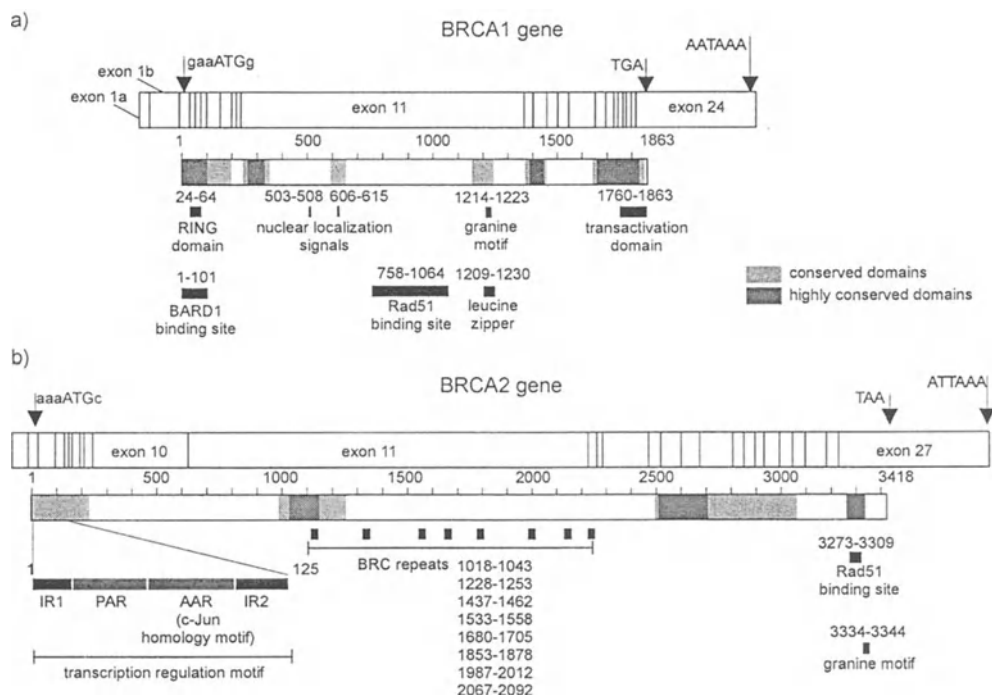 a)
BRCA1 gene
AATAAA
gaaATGg
TGA
exon 1b
exon 1a
exon 11
exon 24
1 500 1000 1500 1863
24-64 503-508 606-615 1214-1223 1760-1863
RING domain
nuclear localization signals
granine motif
transactivation domain
1-101 758-1064 1209-1230
BARD1 binding site
Rad51 binding site
leucine zipper
conserved domains
highly conserved domains
b)
BRCA2 gene
ATTAAA
aaaATGc
TAA
exon 10 exon 11 exon 27
1 500 1000 1500 2000 2500 3000 3418
1 125
IR1 PAR AAR IR2
(c-Jun homology motif)
transcription regulation motif
BRC repeats
1018-1043
1228-1253
1437-1462
1533-1558
1680-1705
1853-1878
1987-2012
2067-2092
3273-3309
Rad51
binding site
3334-3344
granine motif